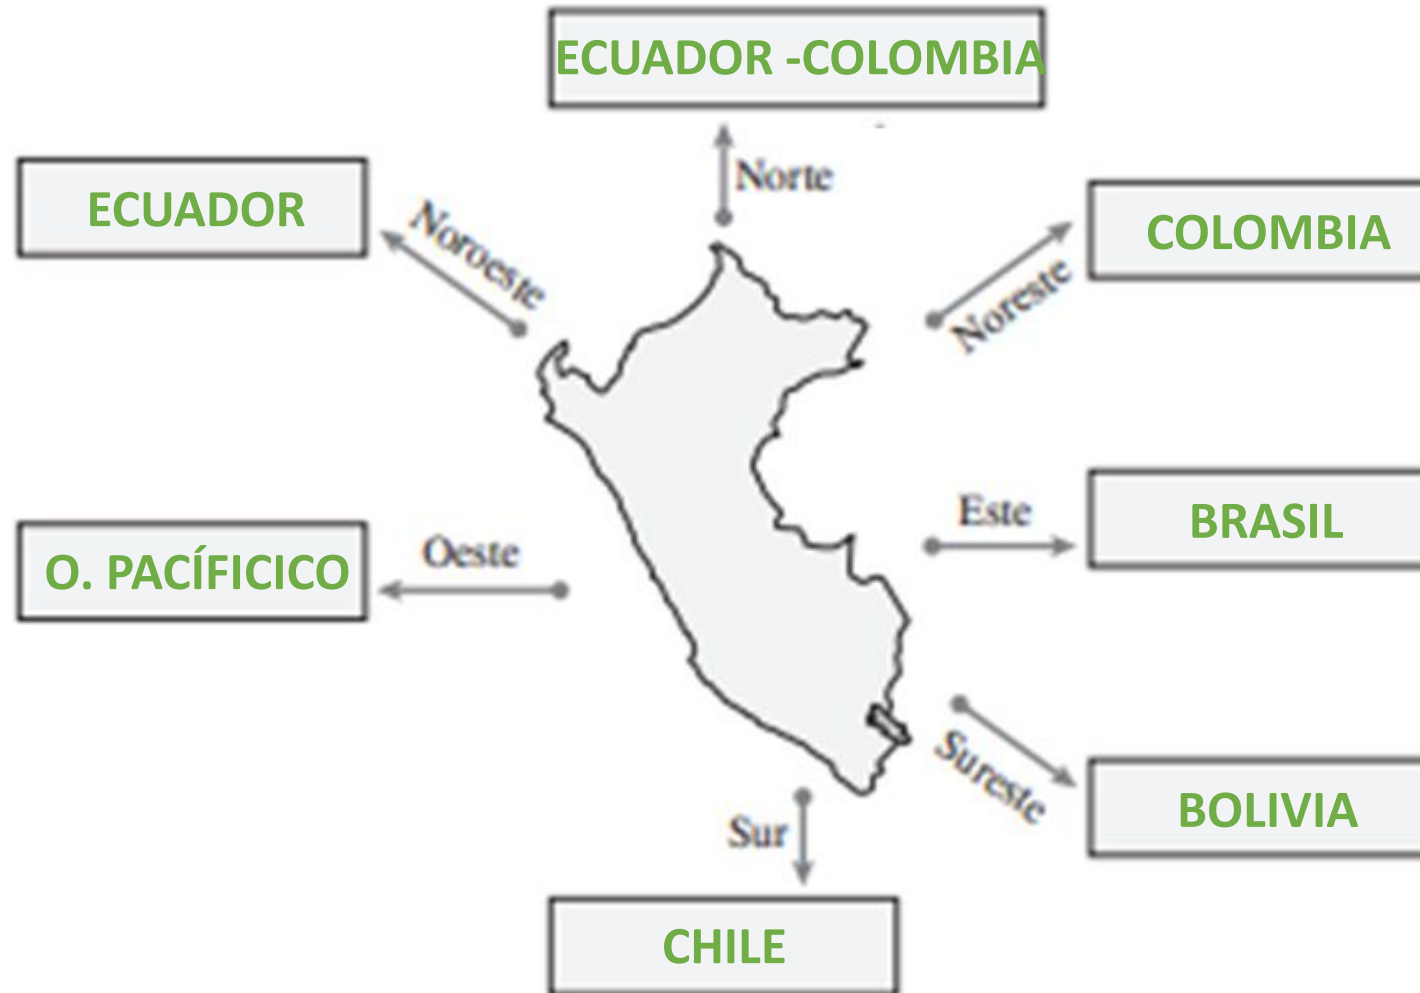 ECUADOR -COLOMBIA
Norte
ECUADOR
Noroeste
COLOMBIA
Noreste
Este
BRASIL
Oeste
O. PACÍFICICO
Sureste
BOLIVIA
Sur
CHILE